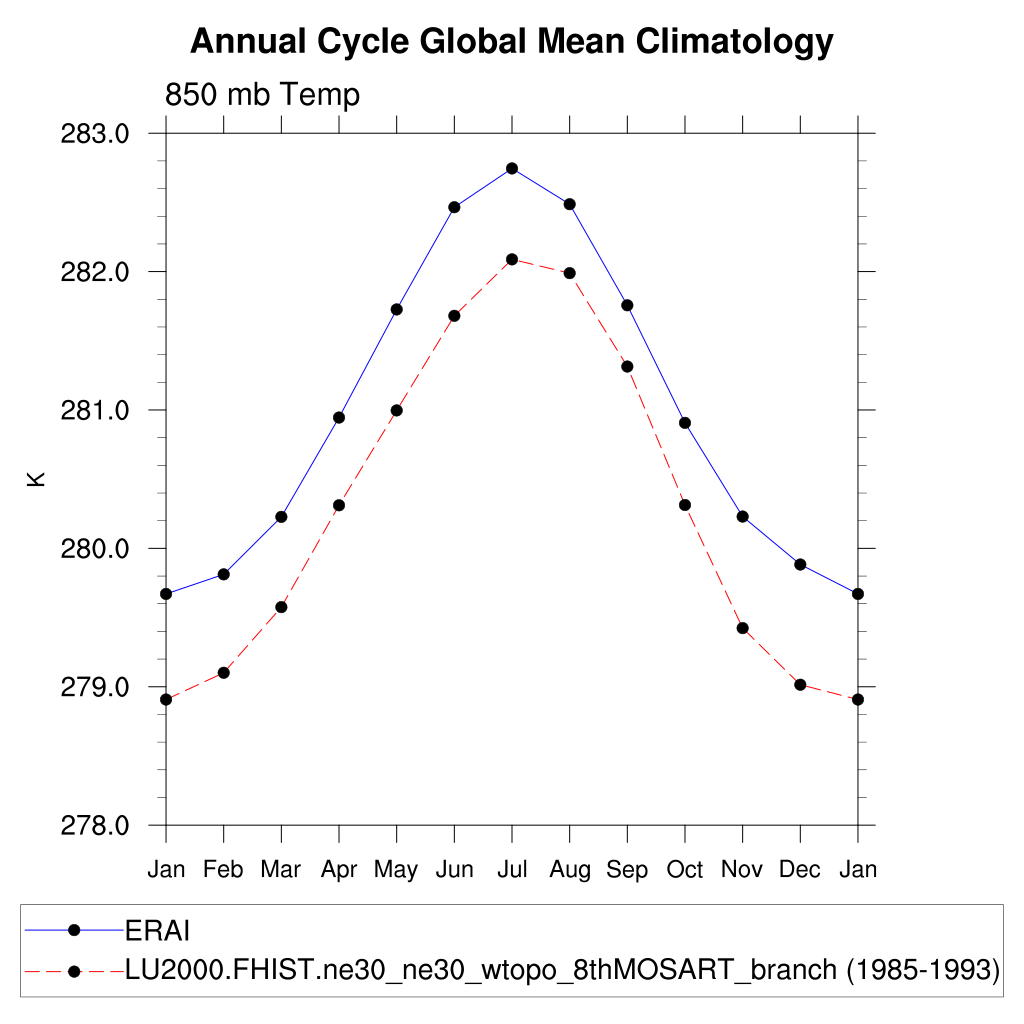 Annual Cycle Global Mean Climatology
850 mb Temp
283.0
282.0
281.0
280.0
279.0
278.0
K
Jan Feb Mar Apr May Jun Jul Aug Sep Oct Nov Dec Jan
ERAI
LU2000.FHIST.ne30_ne30_wtopo_8thMOSART_branch (1985-1993)